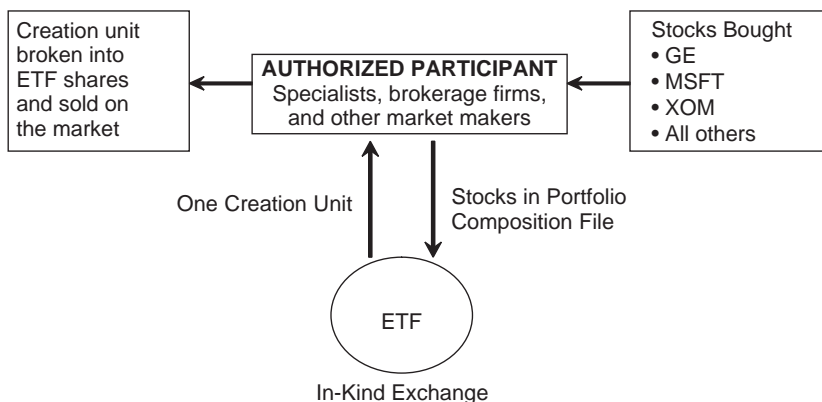 Creation unit
broken into
ETF shares
and sold on
the market
AUTHORIZED PARTICIPANT
Specialists, brokerage firms,
and other market makers
Stocks Bought
• GE
• MSFT
• XOM
• All others
One Creation Unit
Stocks in Portfolio
Composition File
ETF
In-Kind Exchange